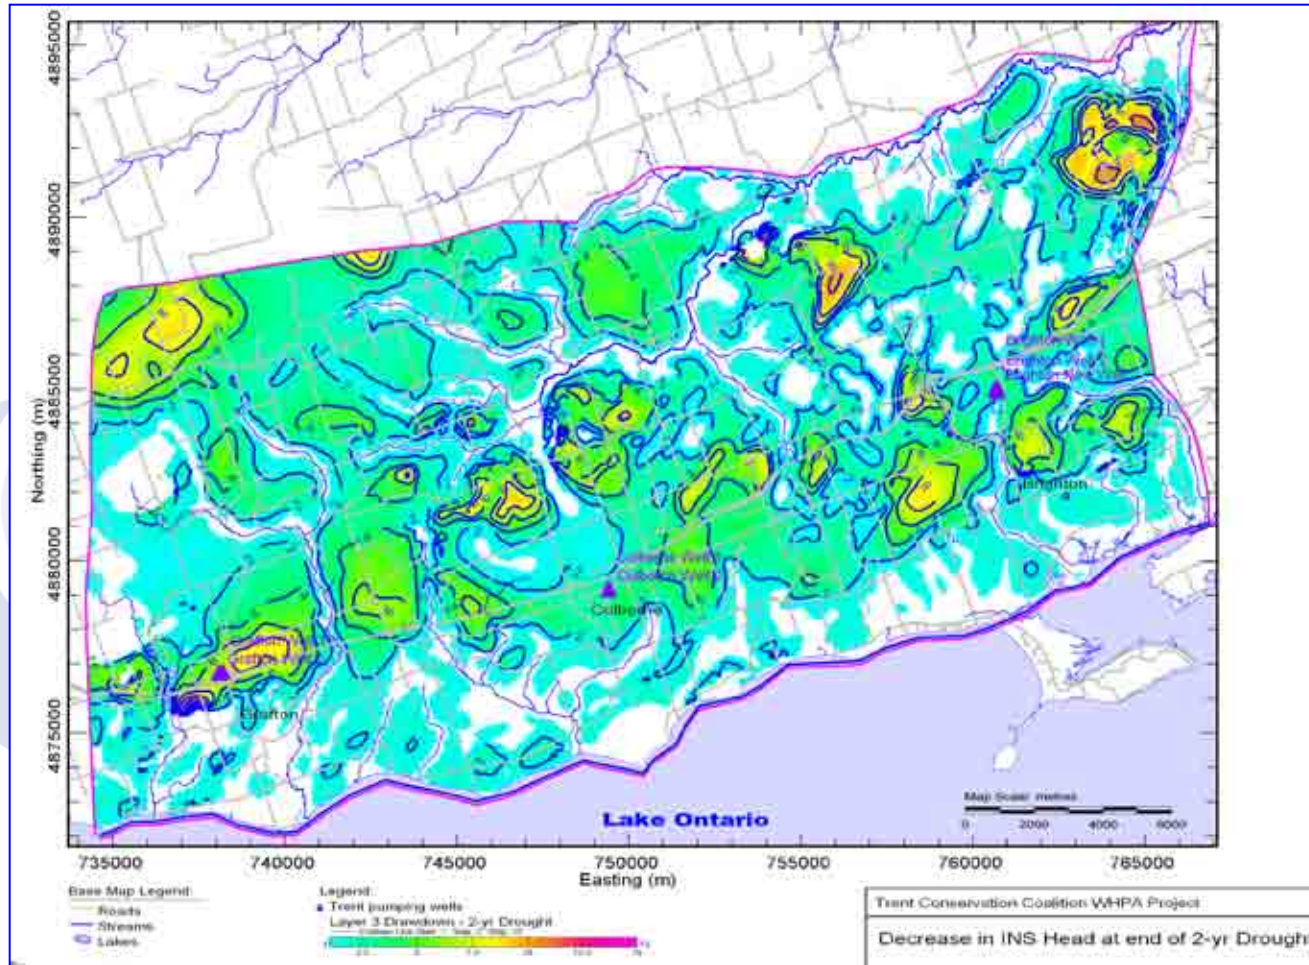 4895000
4890000
4885000
4880000
4875000
Northing (m)
Brighton Well 1
Brighton
Colborne
Grafton
Lake Ontario
Map Scale: metres
0 2000 4000 6000
735000 740000 745000 750000 755000 760000 765000
Easting (m)
Base Map Legend:
Roads
Streams
Lakes
Legend:
Trent pumping wells
Layer 3 Drawdown - 2-yr Drought
Trent Conservation Coalition WHPA Project
Decrease in INS Head at end of 2-yr Drought